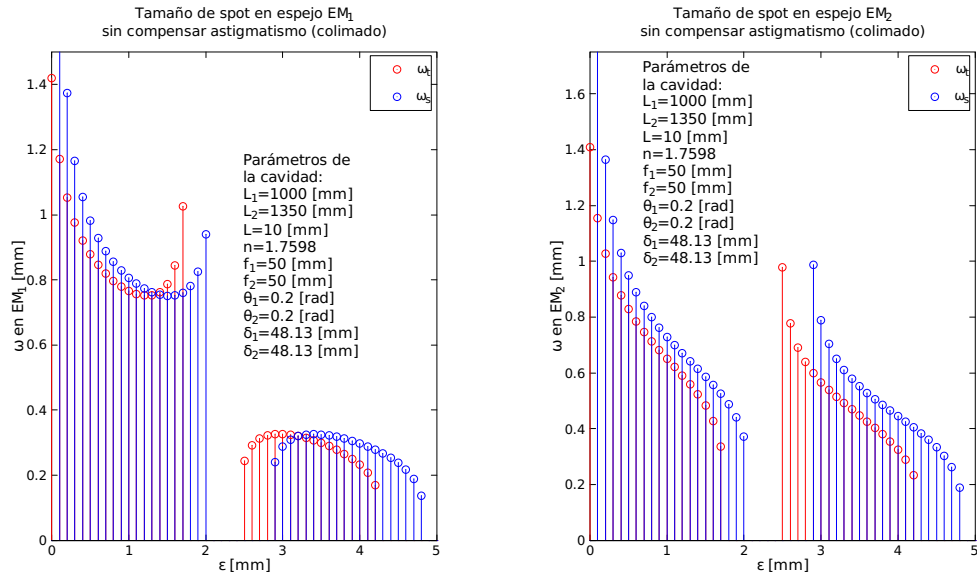 Tamaño de spot en espejo EM₁
sin compensar astigmatismo (colimado)
ω en EM₁ [mm]
1.4
1.2
1
0.8
0.6
0.4
0.2
0
0
1
2
3
4
5
ε [mm]
ωₜ
ωₛ
Parámetros de
la cavidad:
L₁=1000 [mm]
L₂=1350 [mm]
L=10 [mm]
n=1.7598
f₁=50 [mm]
f₂=50 [mm]
θ₁=0.2 [rad]
θ₂=0.2 [rad]
δ₁=48.13 [mm]
δ₂=48.13 [mm]
Tamaño de spot en espejo EM₂
sin compensar astigmatismo (colimado)
ω en EM₂ [mm]
1.6
1.4
1.2
1
0.8
0.6
0.4
0.2
0
0
1
2
3
4
5
ε [mm]
ωₜ
ωₛ
Parámetros de
la cavidad:
L₁=1000 [mm]
L₂=1350 [mm]
L=10 [mm]
n=1.7598
f₁=50 [mm]
f₂=50 [mm]
θ₁=0.2 [rad]
θ₂=0.2 [rad]
δ₁=48.13 [mm]
δ₂=48.13 [mm]